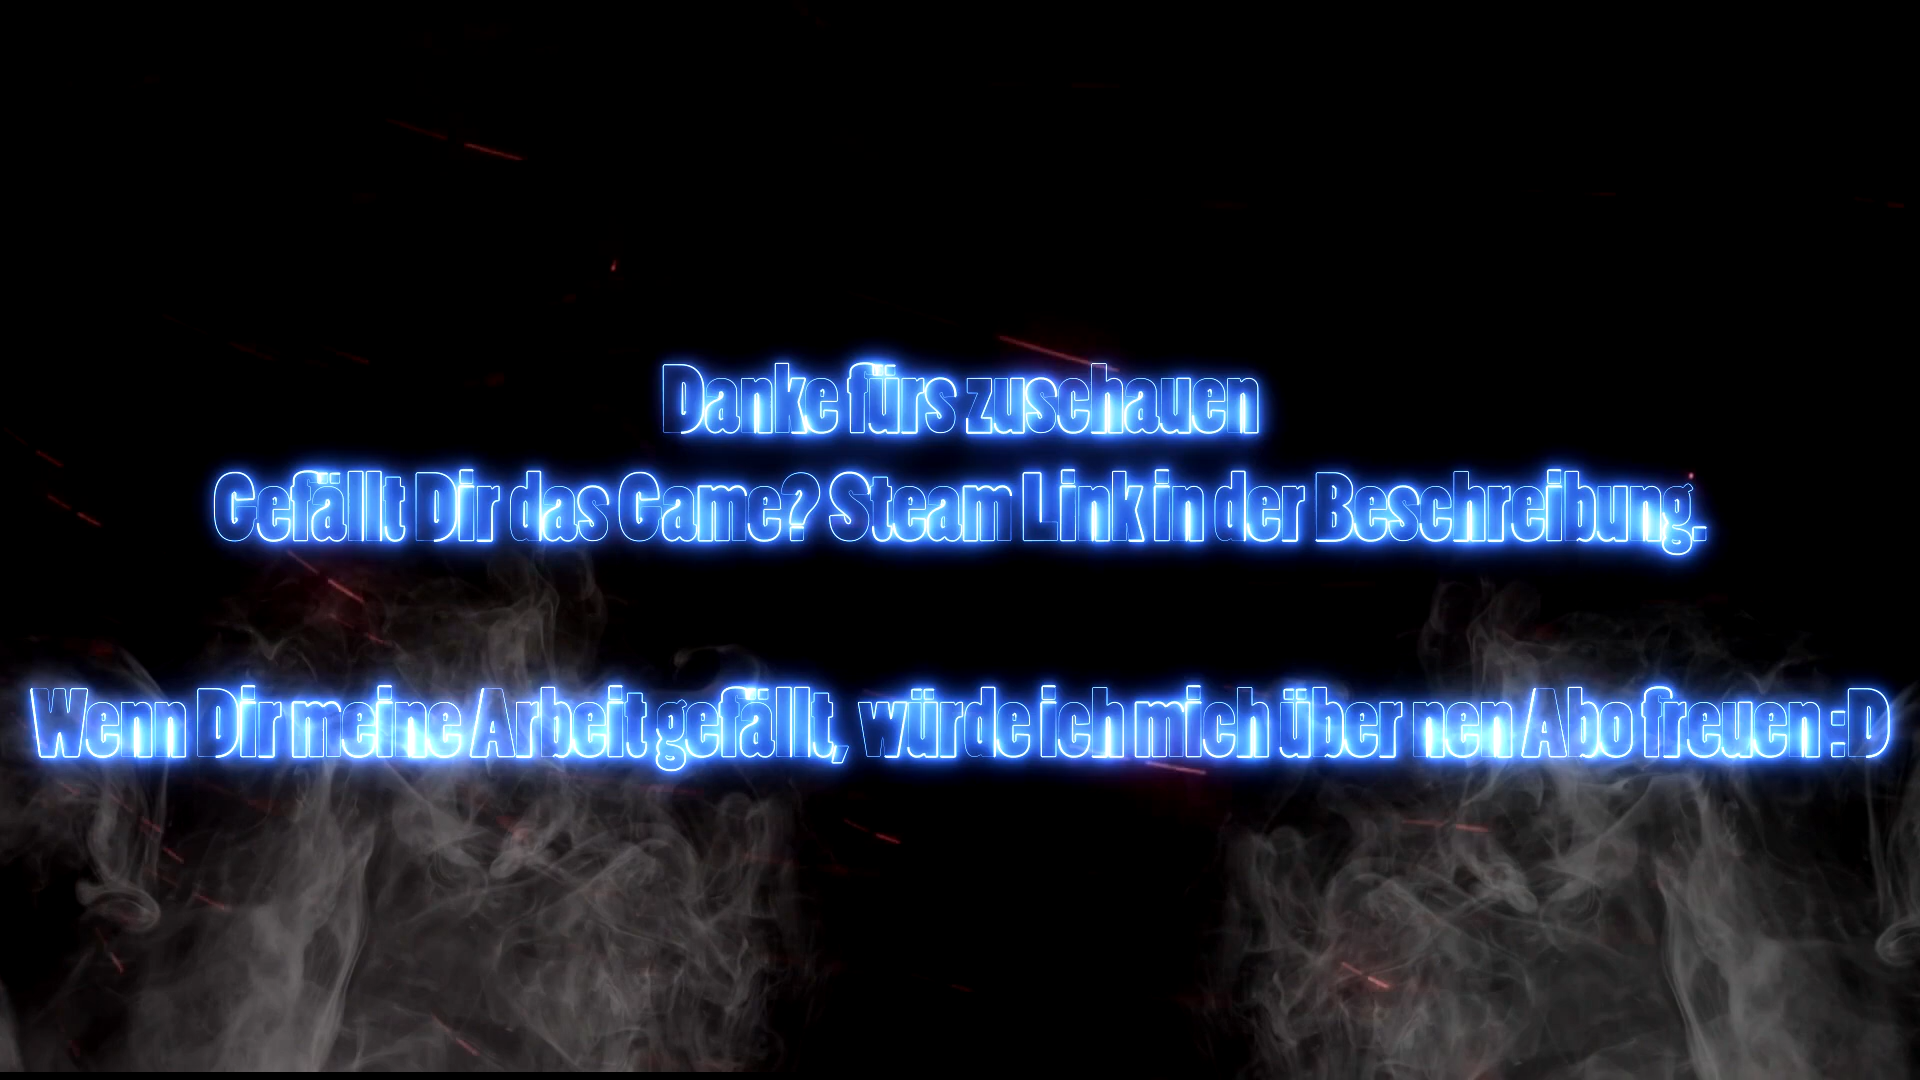 Danke fürs zuschauen
Gefällt Dir das Game? Steam Link in der Beschreibung.
Wenn Dir meine Arbeit gefällt, würde ich mich über nen Abo freuen :D